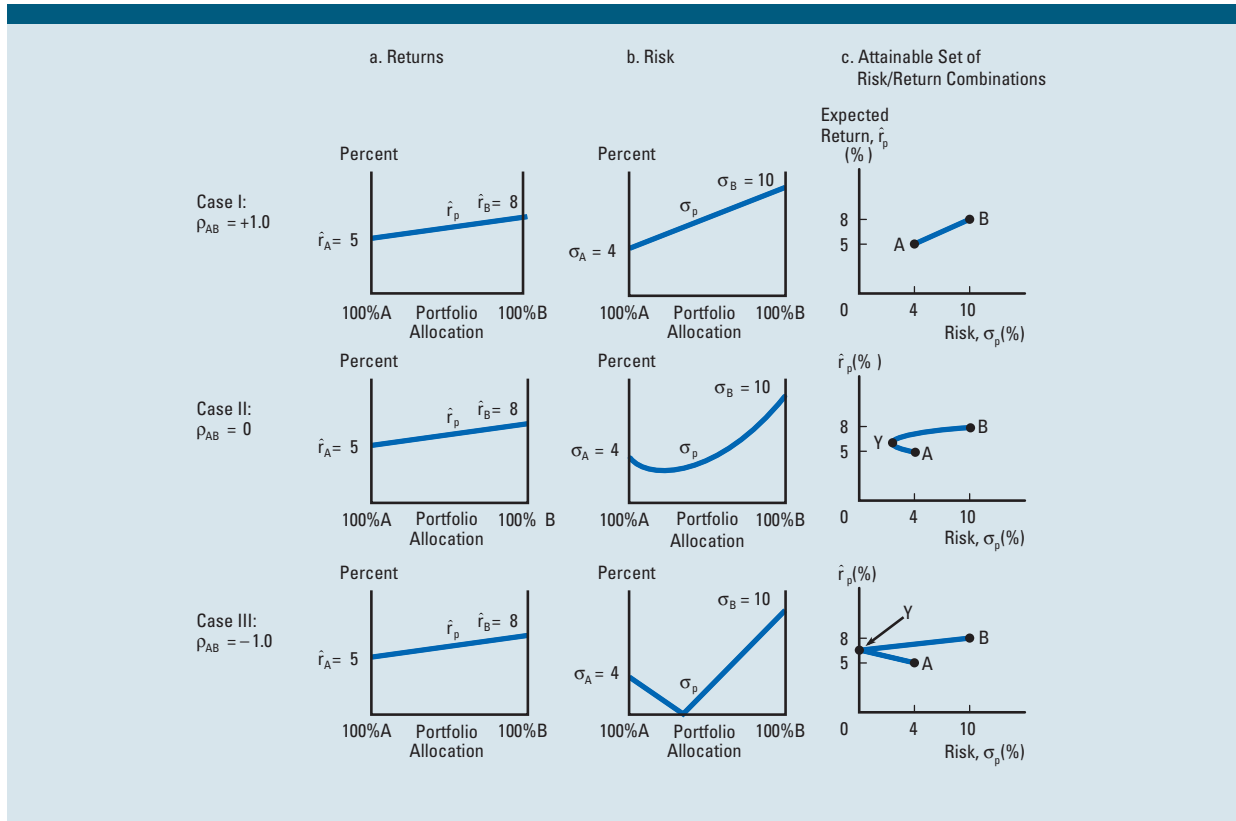 a. Returns
b. Risk
c. Attainable Set of
Risk/Return Combinations
Case I:
ρAB = +1.0
Percent
r̂A = 5
r̂p
r̂B = 8
100%A
Portfolio
Allocation
100%B
Percent
σA = 4
σp
σB = 10
100%A
Portfolio
Allocation
100%B
Expected
Return, r̂p
(%)
8
5
A
B
0
4
10
Risk, σp(%)
Case II:
ρAB = 0
Percent
r̂A = 5
r̂p
r̂B = 8
100%A
Portfolio
Allocation
100% B
Percent
σA = 4
σp
σB = 10
100%A
Portfolio
Allocation
100%B
r̂p(%)
8
5
Y
A
B
0
4
10
Risk, σp(%)
Case III:
ρAB = −1.0
Percent
r̂A = 5
r̂p
r̂B = 8
100%A
Portfolio
Allocation
100%B
Percent
σA = 4
σp
σB = 10
100%A
Portfolio
Allocation
100%B
r̂p(%)
Y
8
5
B
A
0
4
10
Risk, σp(%)